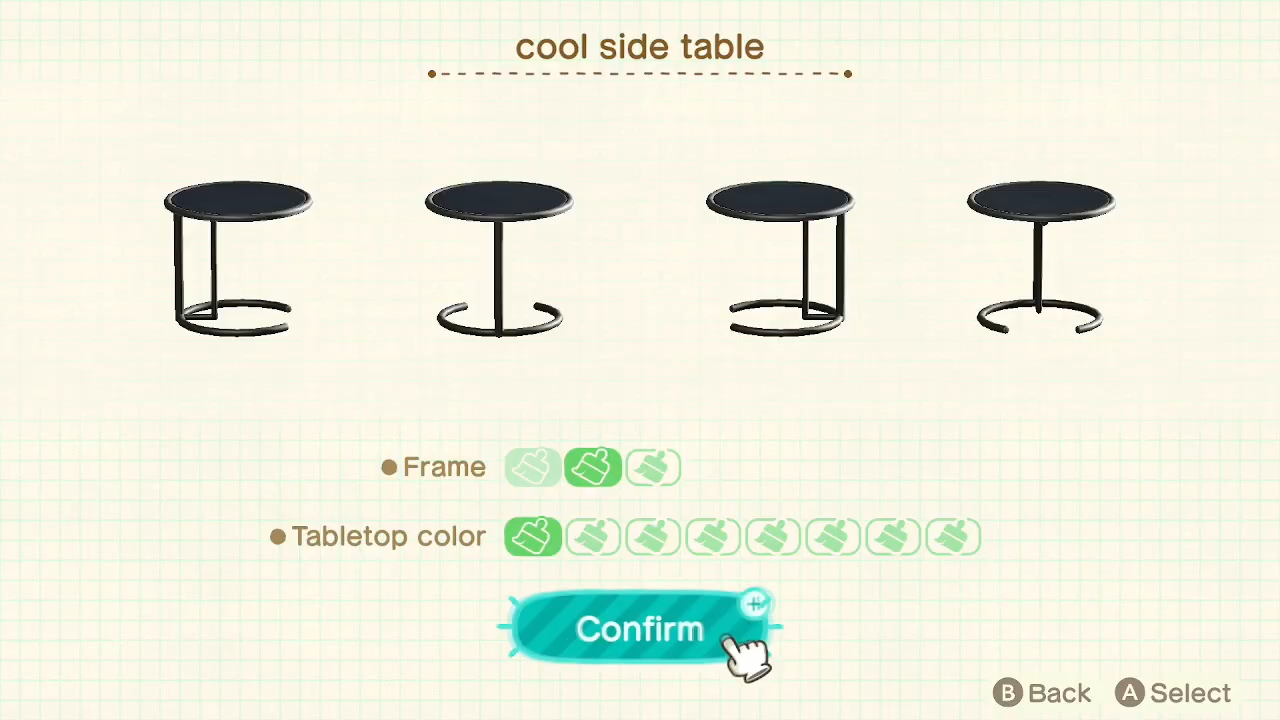 cool side table
Frame
Tabletop color
Confirm
B Back A Select